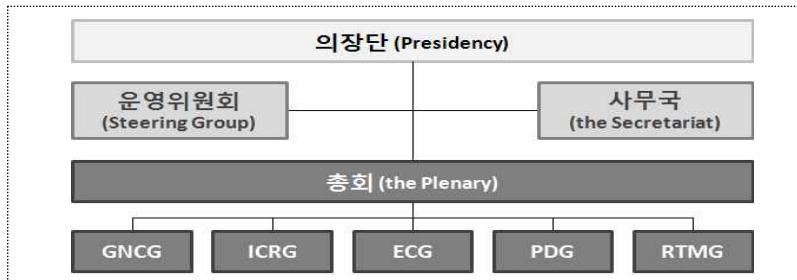 의장단 (Presidency)
운영위원회
(Steering Group)
사무국
(the Secretariat)
총회 (the Plenary)
GNCG
ICRG
ECG
PDG
RTMG